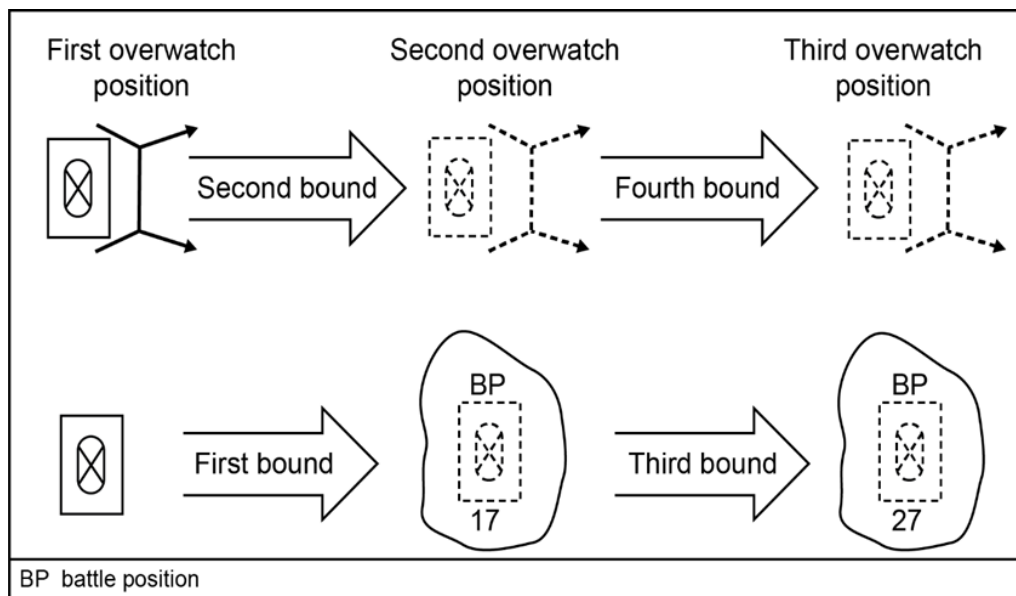 First overwatch
position
Second overwatch
position
Third overwatch
position
Second bound
Fourth bound
BP
BP
First bound
Third bound
17
27
BP battle position